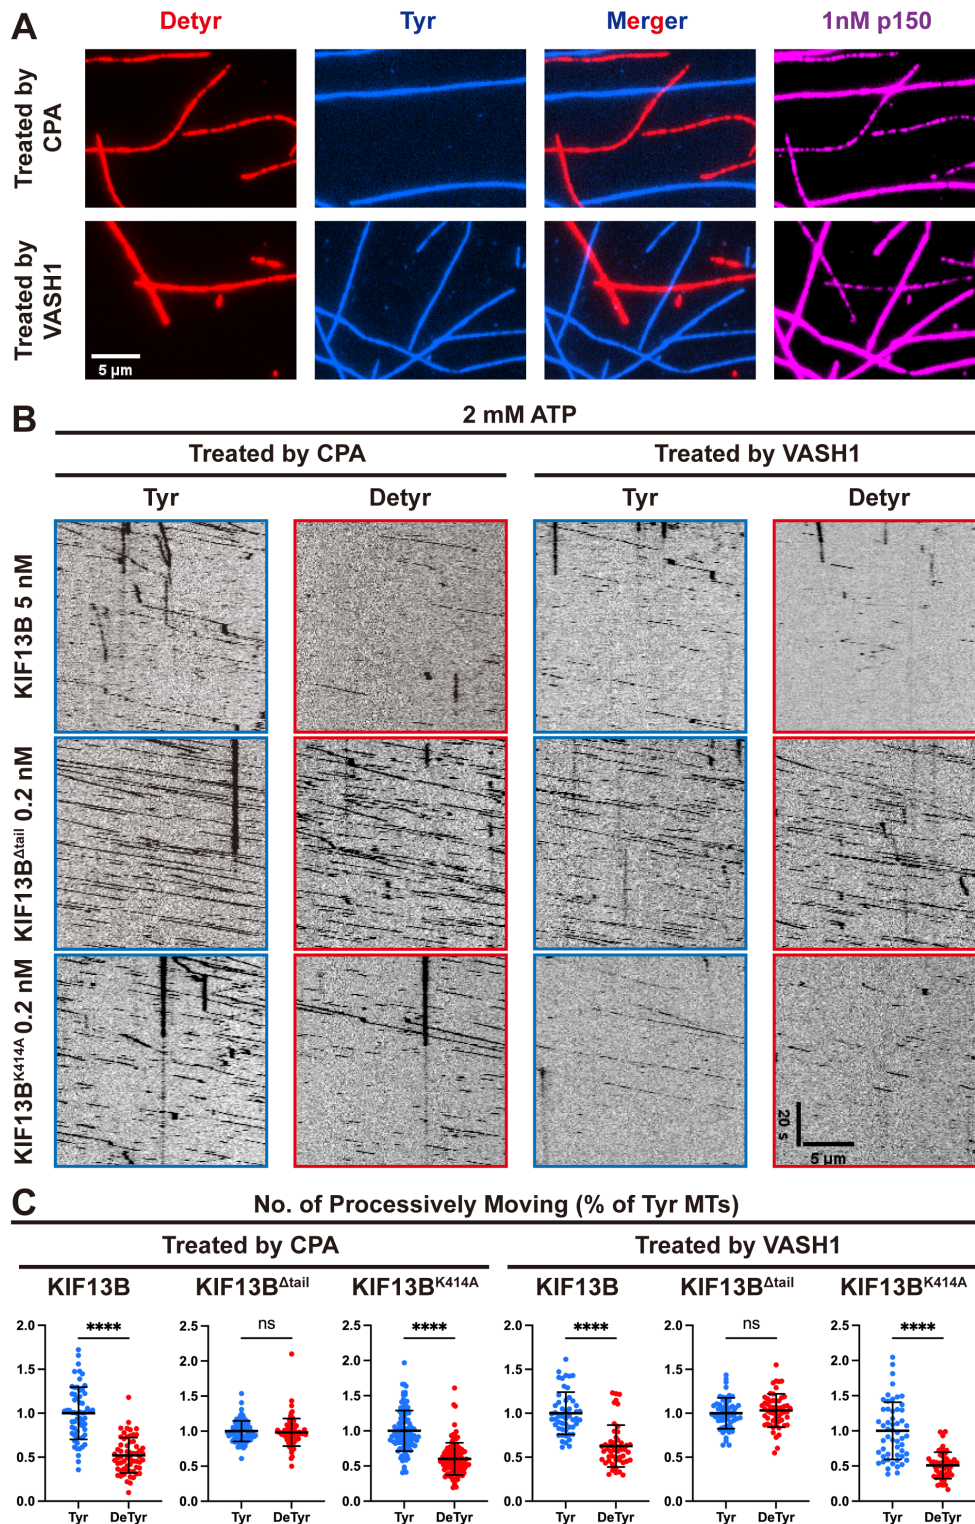 A
Detyr Tyr Merger 1nM p150
Treated by
CPA
Treated by
VASH1
5 µm
B
2 mM ATP
Treated by CPA Treated by VASH1
Tyr Detyr Tyr Detyr
KIF13B 5 nM
KIF13BΔtail 0.2 nM
KIF13BK414A 0.2 nM
20 s
5 µm
C
No. of Processively Moving (% of Tyr MTs)
Treated by CPA Treated by VASH1
KIF13B KIF13BΔtail KIF13BK414A KIF13B KIF13BΔtail KIF13BK414A
2.0 2.5 2.5 2.0 2.0 2.5
**** ns **** **** ns ****
2.0 2.0 2.0
1.5 1.5 1.5 1.5 1.5 1.5
1.0 1.0 1.0 1.0 1.0 1.0
0.5 0.5 0.5 0.5 0.5 0.5
0.0 0.0 0.0 0.0 0.0 0.0
Tyr DeTyr Tyr DeTyr Tyr DeTyr Tyr DeTyr Tyr DeTyr Tyr DeTyr